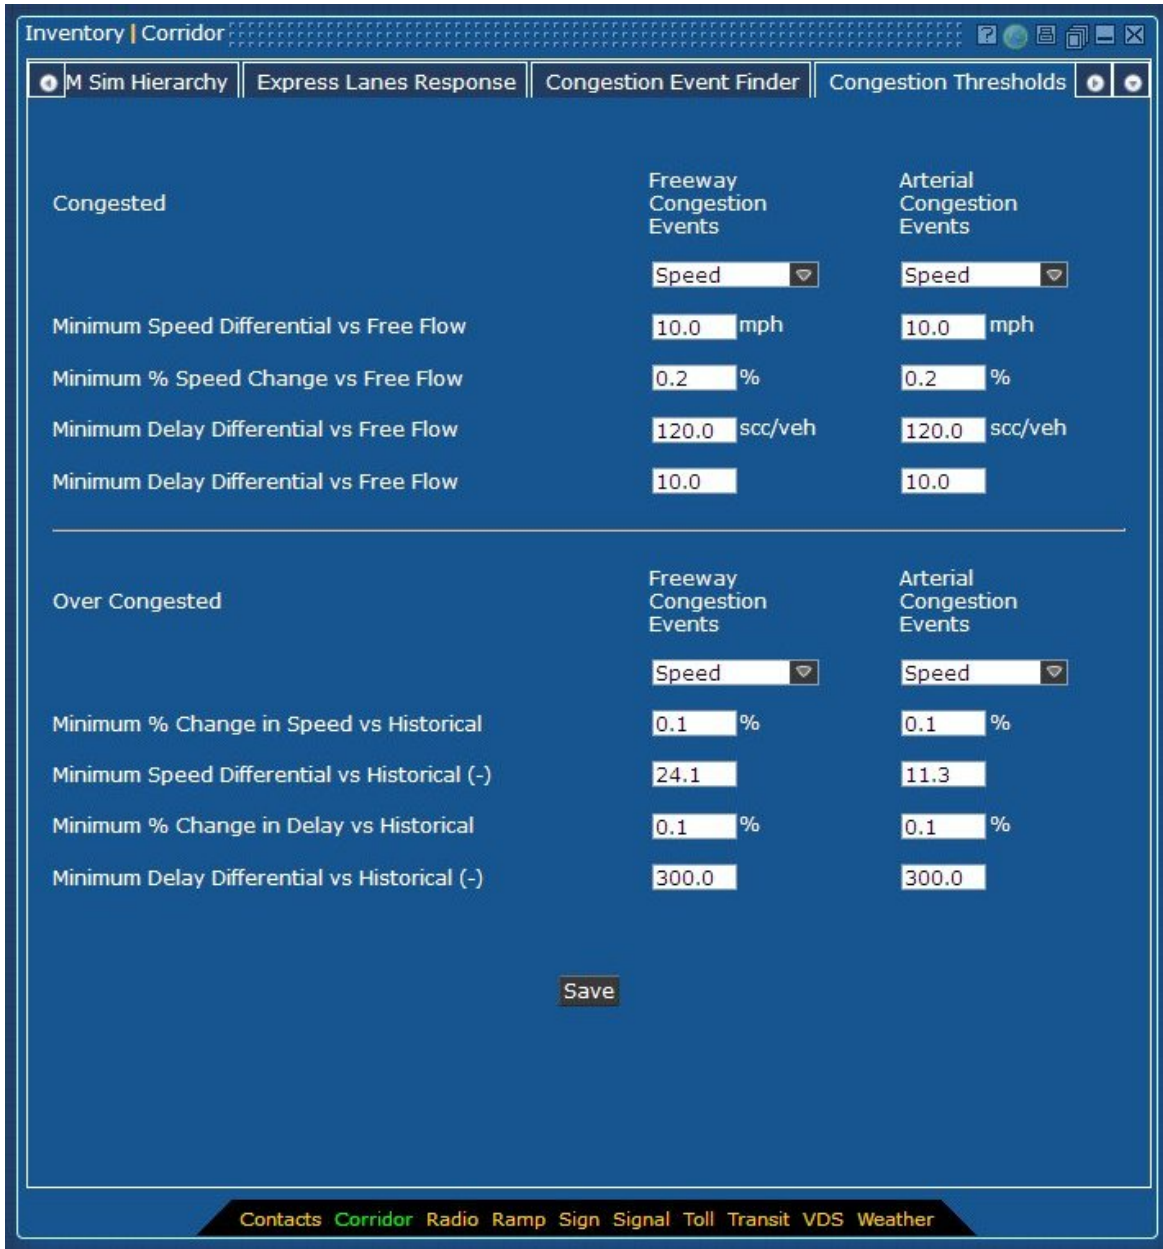 Inventory | Corridor
M Sim Hierarchy Express Lanes Response Congestion Event Finder Congestion Thresholds
Congested
Freeway
Congestion
Events
Arterial
Congestion
Events
Speed Speed
Minimum Speed Differential vs Free Flow 10.0 mph 10.0 mph
Minimum % Speed Change vs Free Flow 0.2 % 0.2 %
Minimum Delay Differential vs Free Flow 120.0 scc/veh 120.0 scc/veh
Minimum Delay Differential vs Free Flow 10.0 10.0
Over Congested
Freeway
Congestion
Events
Arterial
Congestion
Events
Speed Speed
Minimum % Change in Speed vs Historical 0.1 % 0.1 %
Minimum Speed Differential vs Historical (-) 24.1 11.3
Minimum % Change in Delay vs Historical 0.1 % 0.1 %
Minimum Delay Differential vs Historical (-) 300.0 300.0
Save
Contacts Corridor Radio Ramp Sign Signal Toll Transit VDS Weather